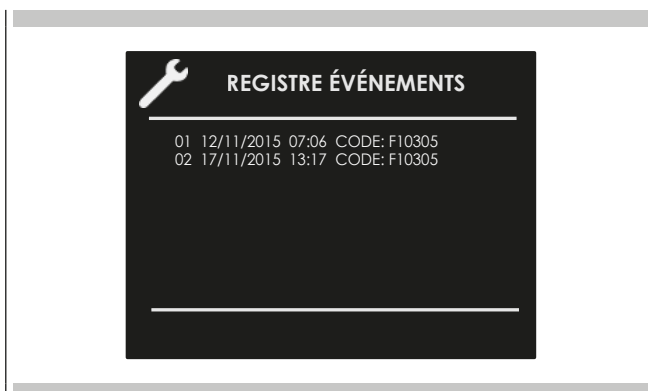 REGISTRE ÉVÉNEMENTS
01 12/11/2015 07:06 CODE: F10305
02 17/11/2015 13:17 CODE: F10305